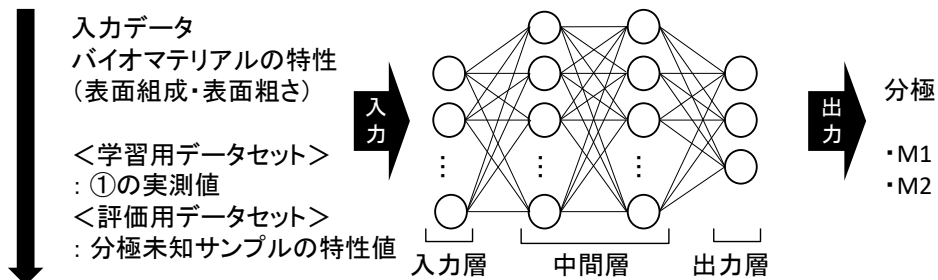 入力データ
バイオマテリアルの特性
(表面組成・表面粗さ)
<学習用データセット>
: ①の実測値
<評価用データセット>
: 分極未知サンプルの特性値
入力
⋮
⋮
⋮
入力層
中間層
出力層
出力
分極
・M1
・M2